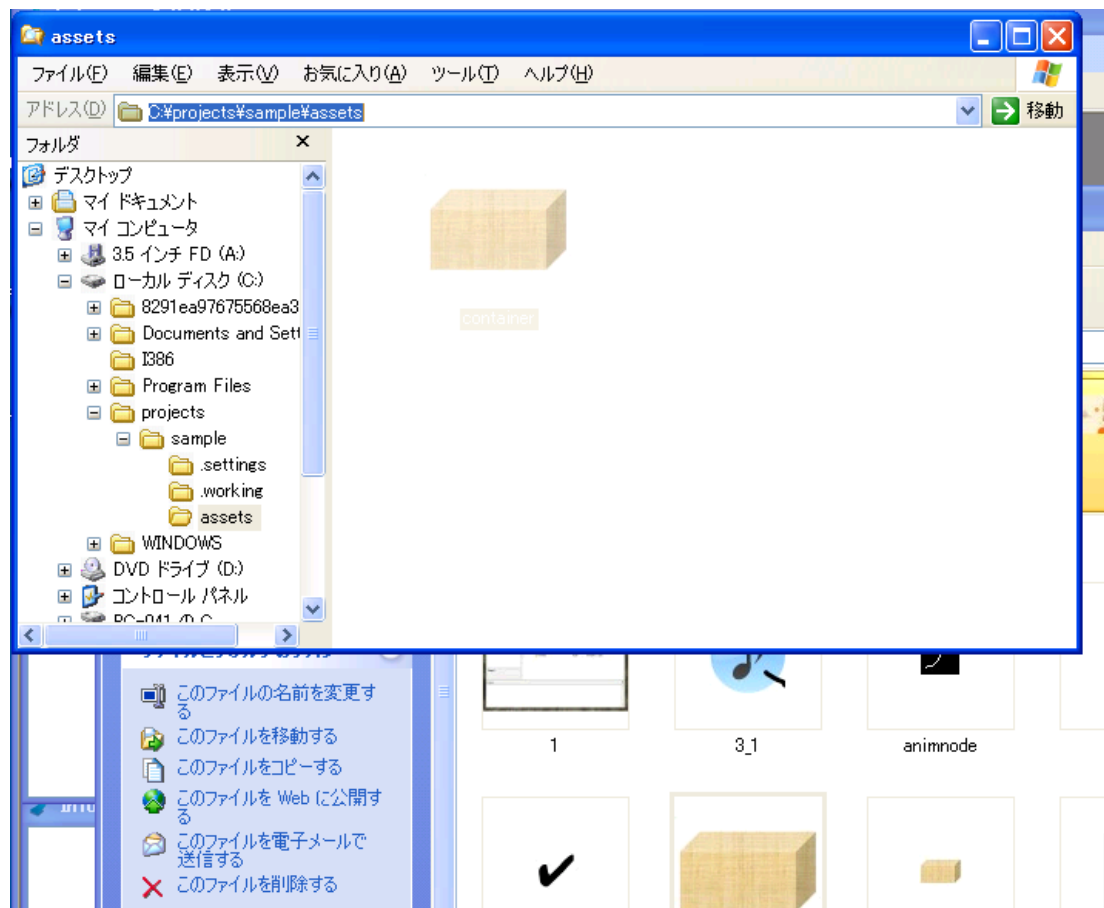 assets
ファイル(F) 編集(E) 表示(V) お気に入り(A) ツール(T) ヘルプ(H)
アドレス(D) C:¥projects¥sample¥assets 移動
フォルダ ×
デスクトップ
マイ ドキュメント
マイ コンピュータ
3.5 インチ FD (A:)
ローカル ディスク (C:)
8291ea97675568ea3
Documents and Sett
I386
Program Files
projects
sample
.settings
.working
assets
WINDOWS
DVD ドライブ (D:)
コントロール パネル
PC-041 の C
container
このファイルの名前を変更す
る
このファイルを移動する
このファイルをコピーする
このファイルを Web に公開す
る
このファイルを電子メールで
送信する
このファイルを削除する
1
3_1
animnode